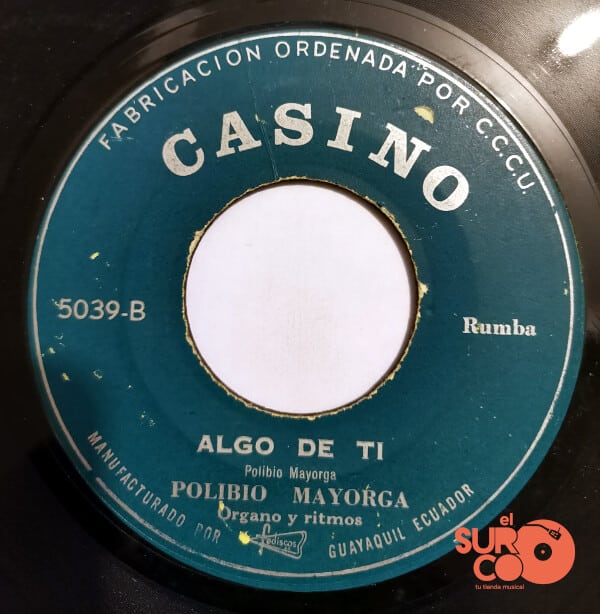 FABRICACION ORDENADA POR C.C.C.U.
CASINO
5039-B
Rumba
ALGO DE TI
Polibio Mayorga
POLIBIO MAYORGA
Organo y ritmos
MANUFACTURADO POR fediscos GUAYAQUIL ECUADOR
el
SURCO
tu tienda musical